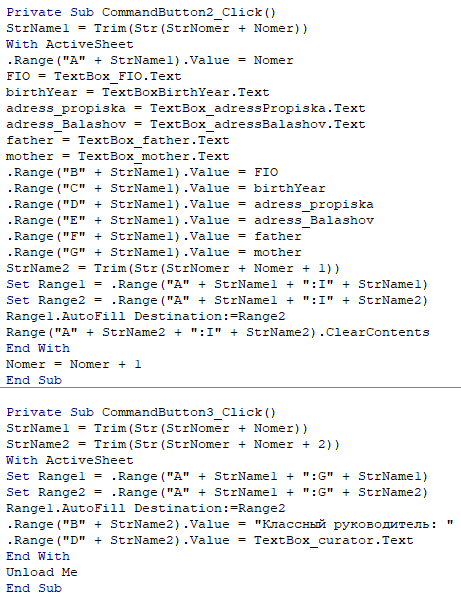 Private Sub CommandButton2_Click()
StrName1 = Trim(Str(StrNomer + Nomer))
With ActiveSheet
.Range("A" + StrName1).Value = Nomer
FIO = TextBox_FIO.Text
birthYear = TextBoxBirthYear.Text
adress_propiska = TextBox_adressPropiska.Text
adress_Balashov = TextBox_adressBalashov.Text
father = TextBox_father.Text
mother = TextBox_mother.Text
.Range("B" + StrName1).Value = FIO
.Range("C" + StrName1).Value = birthYear
.Range("D" + StrName1).Value = adress_propiska
.Range("E" + StrName1).Value = adress_Balashov
.Range("F" + StrName1).Value = father
.Range("G" + StrName1).Value = mother
StrName2 = Trim(Str(StrNomer + Nomer + 1))
Set Range1 = .Range("A" + StrName1 + ":I" + StrName1)
Set Range2 = .Range("A" + StrName1 + ":I" + StrName2)
Range1.AutoFill Destination:=Range2
Range("A" + StrName2 + ":I" + StrName2).ClearContents
End With
Nomer = Nomer + 1
End Sub
Private Sub CommandButton3_Click()
StrName1 = Trim(Str(StrNomer + Nomer))
StrName2 = Trim(Str(StrNomer + Nomer + 2))
With ActiveSheet
Set Range1 = .Range("A" + StrName1 + ":G" + StrName1)
Set Range2 = .Range("A" + StrName1 + ":G" + StrName2)
Range1.AutoFill Destination:=Range2
.Range("B" + StrName2).Value = "Классный руководитель: "
.Range("D" + StrName2).Value = TextBox_curator.Text
End With
Unload Me
End Sub